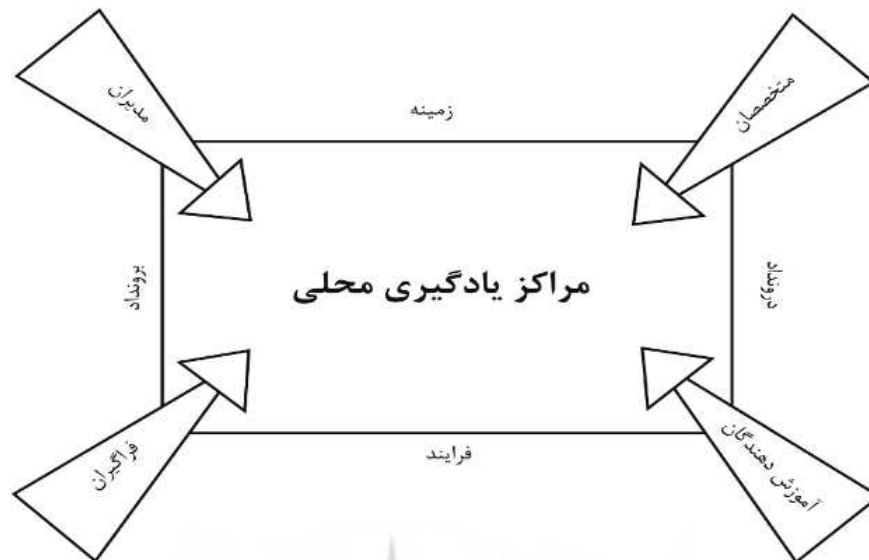 متخصصان
زمینه
مدیران
درونداد
مراکز یادگیری محلی
برونداد
آموزش دهندگان
فرایند
فراگیران